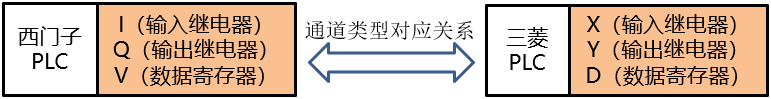 西门子
PLC
I（输入继电器）
Q（输出继电器）
V（数据寄存器）
通道类型对应关系
三菱
PLC
X（输入继电器）
Y（输出继电器）
D（数据寄存器）